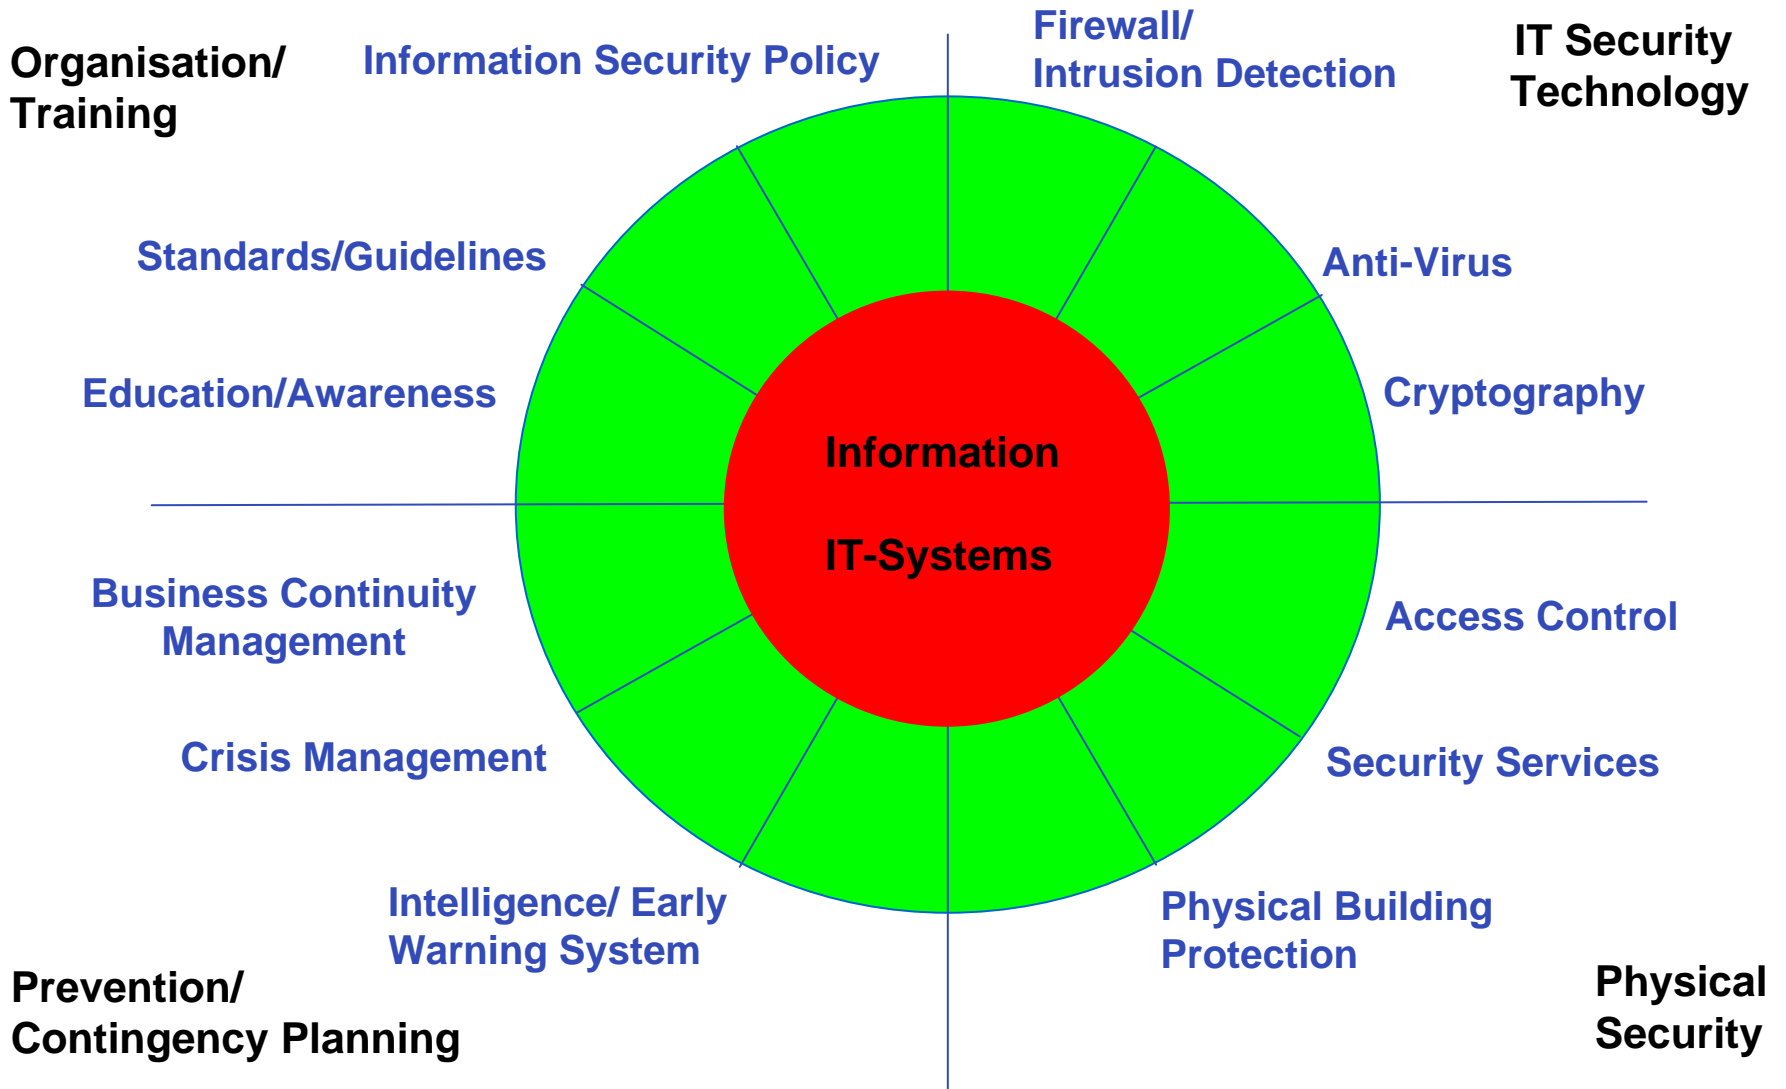 Organisation/
Training
Information Security Policy
Firewall/
Intrusion Detection
IT Security
Technology
Standards/Guidelines
Anti-Virus
Education/Awareness
Cryptography
Information
IT-Systems
Business Continuity
Management
Access Control
Crisis Management
Security Services
Intelligence/ Early
Warning System
Physical Building
Protection
Prevention/
Contingency Planning
Physical
Security